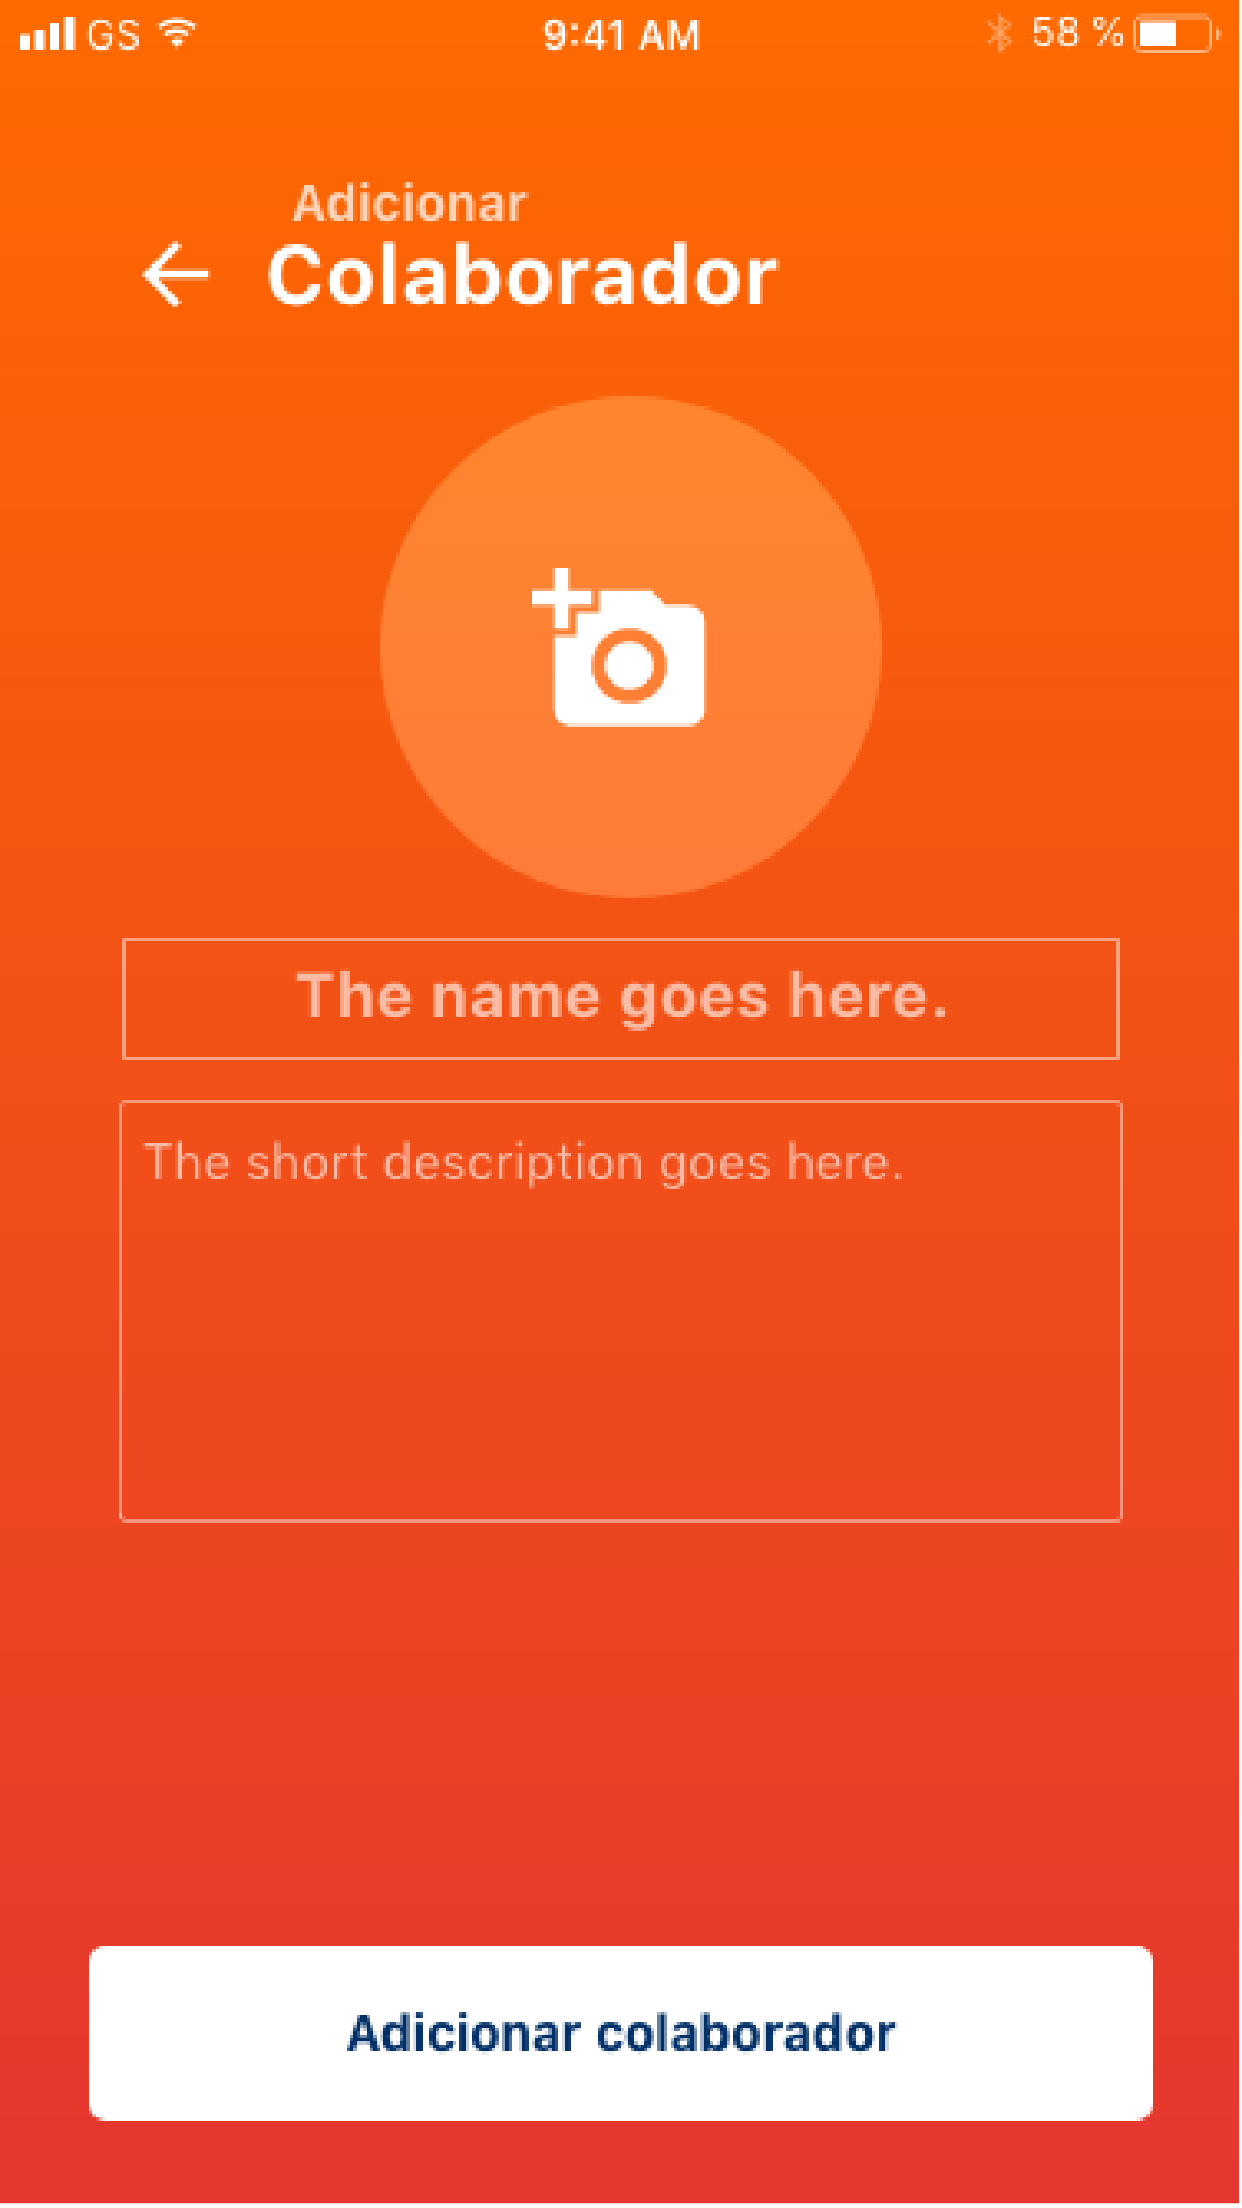 GS 9:41 AM 58 %
Adicionar
Colaborador
The name goes here.
The short description goes here.
Adicionar colaborador